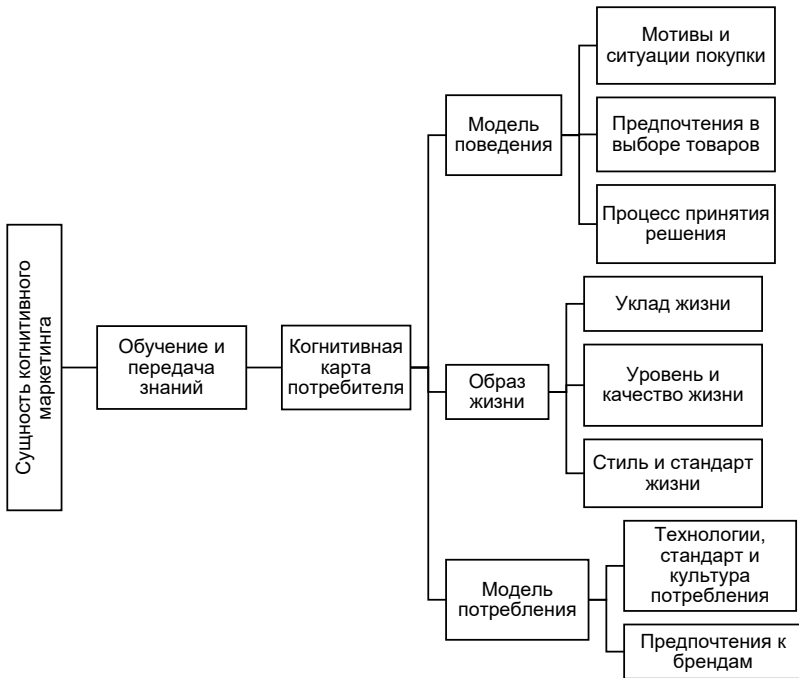 Сущность когнитивного
маркетинга
Обучение и
передача
знаний
Когнитивная
карта
потребителя
Модель
поведения
Мотивы и
ситуации покупки
Предпочтения в
выборе товаров
Процесс принятия
решения
Образ
жизни
Уклад жизни
Уровень и
качество жизни
Стиль и стандарт
жизни
Модель
потребления
Технологии,
стандарт и
культура
потребления
Предпочтения к
брендам